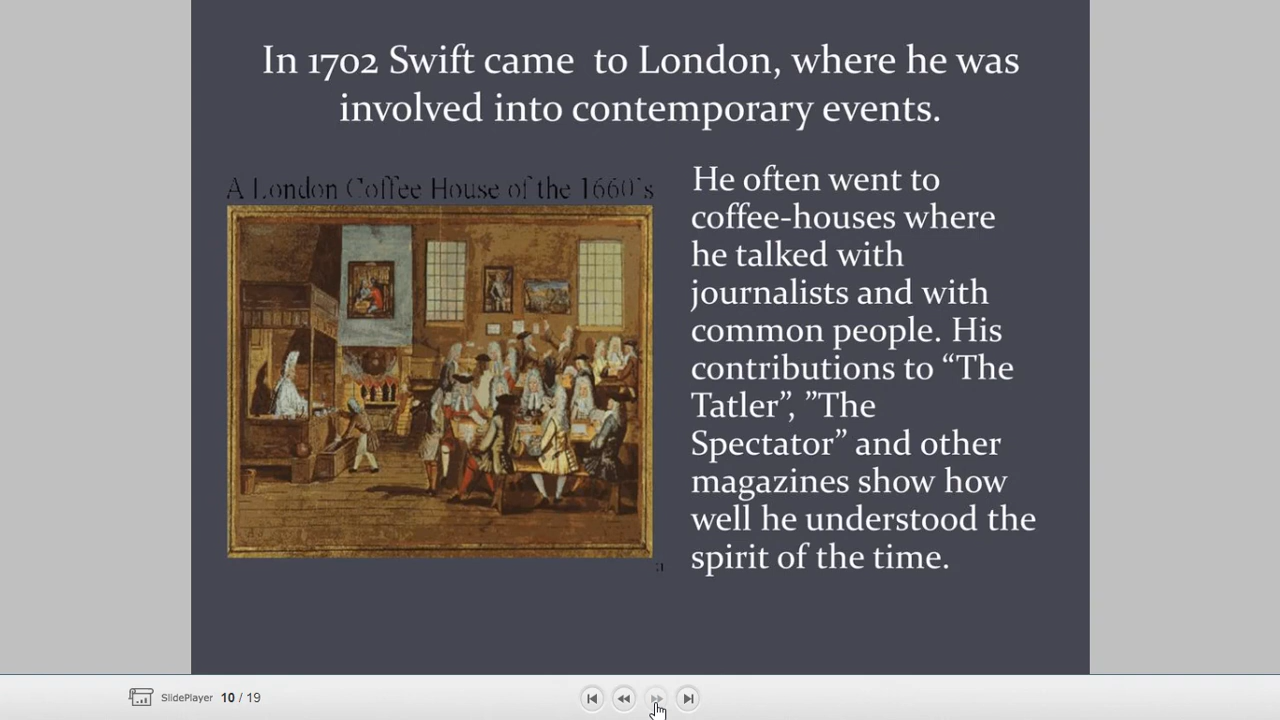 In 1702 Swift came  to London, where he was
involved into contemporary events.
A London Coffee House of the 1660's
He often went to
coffee-houses where
he talked with
journalists and with
common people. His
contributions to “The
Tatler”, ”The
Spectator” and other
magazines show how
well he understood the
spirit of the time.
SlidePlayer 10 / 19